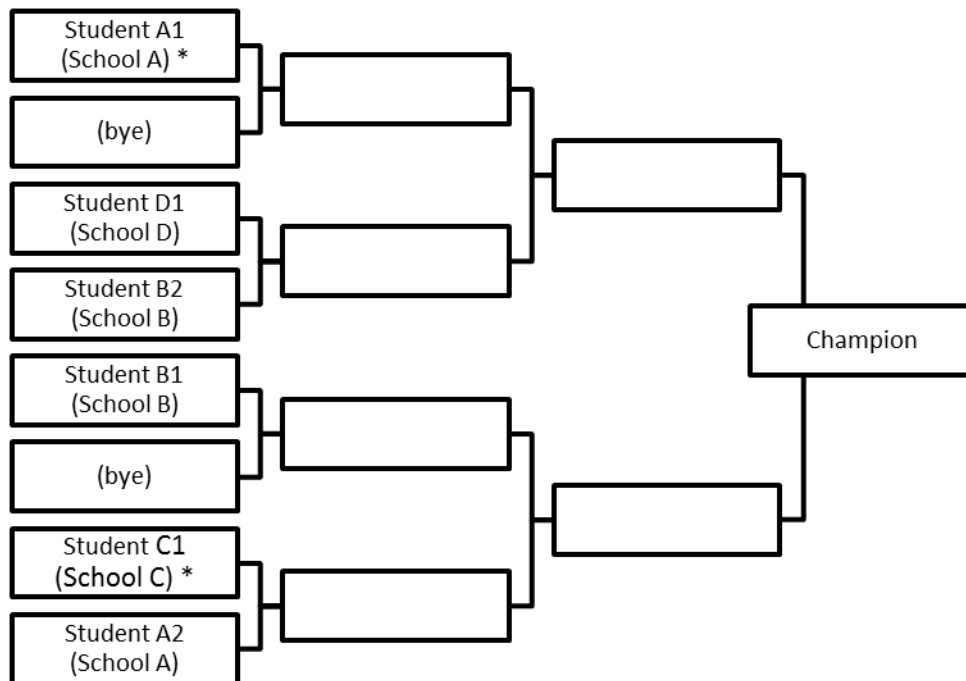 Student A1
(School A) *
(bye)
Student D1
(School D)
Student B2
(School B)
Student B1
(School B)
(bye)
Student C1
(School C) *
Student A2
(School A)
Champion